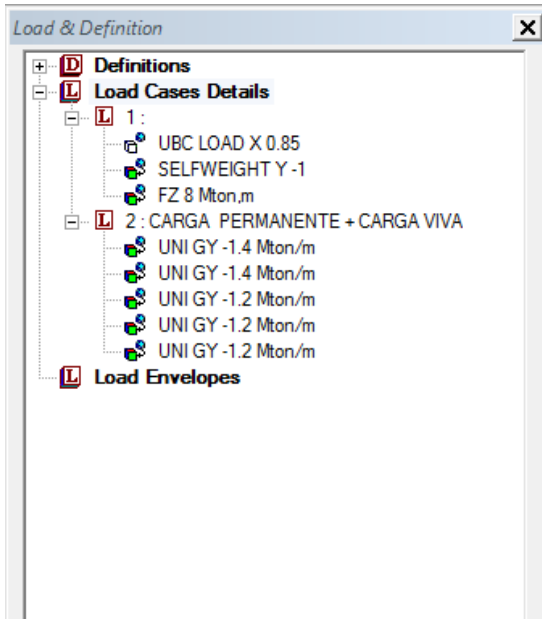 Load & Definition
D Definitions
L Load Cases Details
L 1 :
UBC LOAD X 0.85
SELFWEIGHT Y -1
FZ 8 Mton,m
L 2 : CARGA PERMANENTE + CARGA VIVA
UNI GY -1.4 Mton/m
UNI GY -1.4 Mton/m
UNI GY -1.2 Mton/m
UNI GY -1.2 Mton/m
UNI GY -1.2 Mton/m
L Load Envelopes